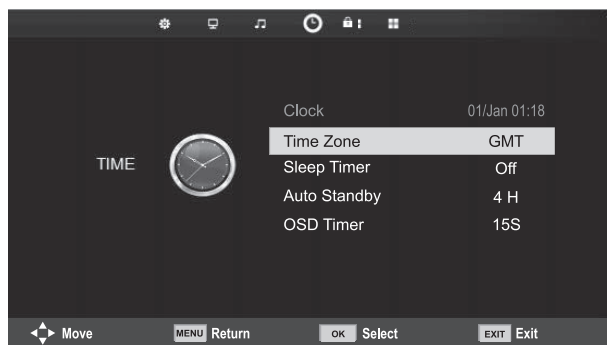 Clock 01/Jan 01:18
Time Zone GMT
TIME
Sleep Timer Off
Auto Standby 4 H
OSD Timer 15S
Move MENU Return OK Select EXIT Exit